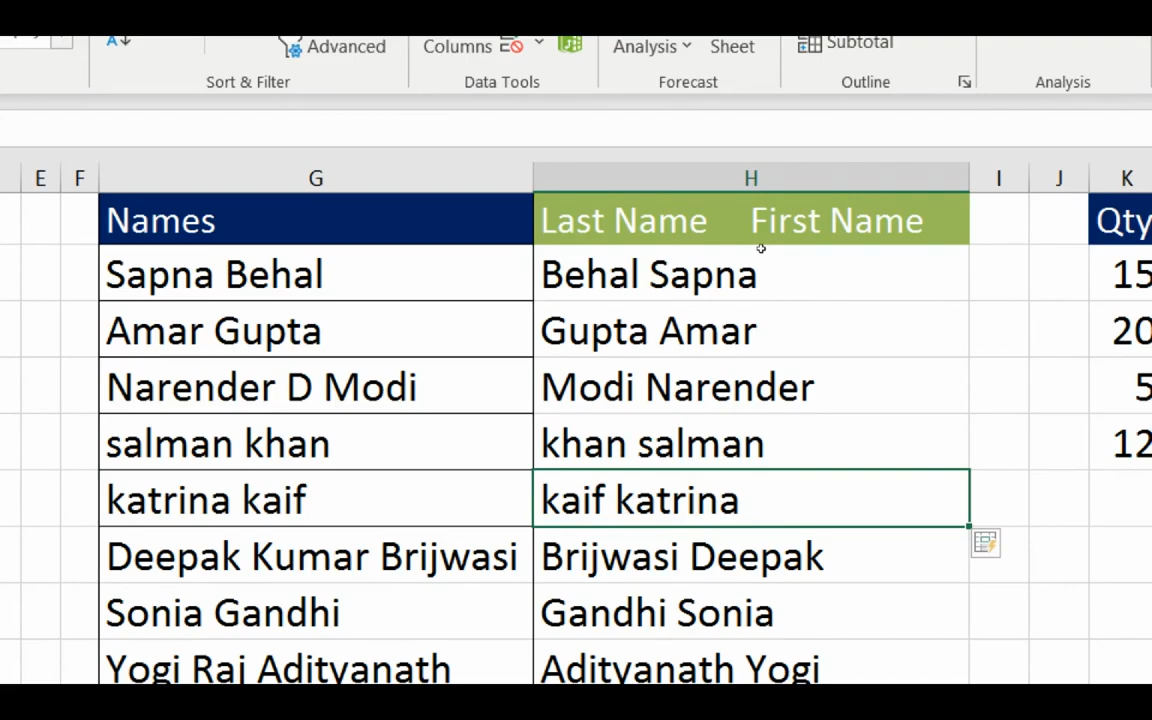 Advanced Columns Analysis Sheet Subtotal
Sort & Filter Data Tools Forecast Outline Analysis
E F G H I J K
Names Last Name First Name Qty
Sapna Behal Behal Sapna 15
Amar Gupta Gupta Amar 20
Narender D Modi Modi Narender 5
salman khan khan salman 12
katrina kaif kaif katrina
Deepak Kumar Brijwasi Brijwasi Deepak
Sonia Gandhi Gandhi Sonia
Yogi Raj Adityanath Adityanath Yogi